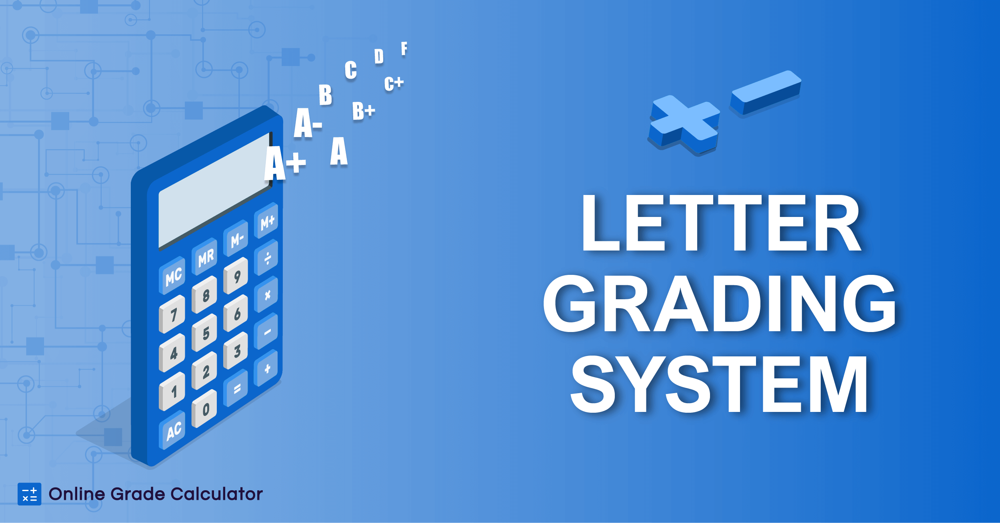 F
D
C
C+
B
B+
A-
A
A+
LETTER
GRADING
SYSTEM
M+
M-
MR
MC
÷
9
8
7
×
6
5
4
-
3
2
1
+
=
0
AC
Online Grade Calculator